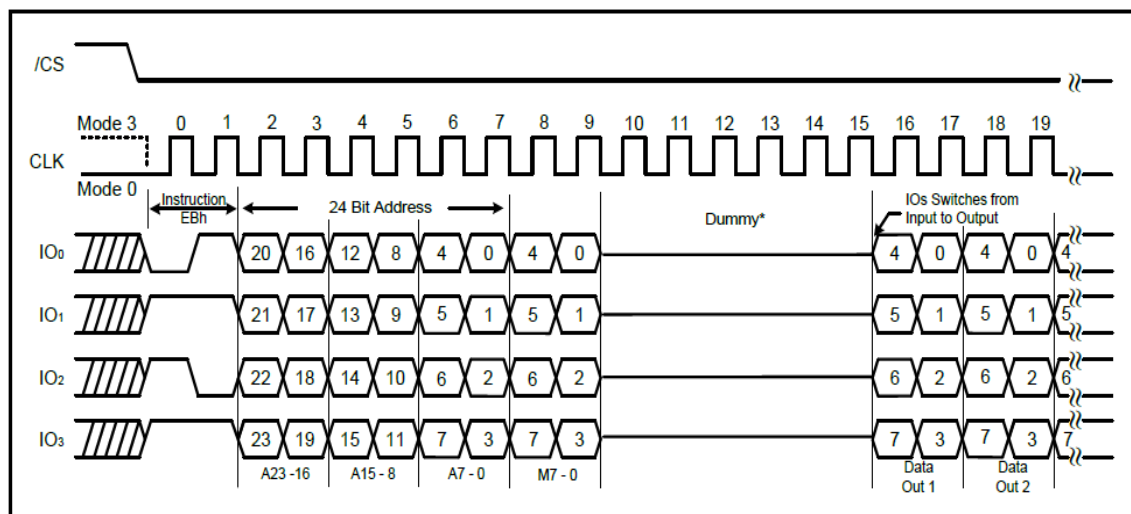 /CS
Mode 3 0 1 2 3 4 5 6 7 8 9 10 11 12 13 14 15 16 17 18 19
CLK
Mode 0
Instruction
EBh
24 Bit Address
Dummy*
IOs Switches from
Input to Output
IO0 20 16 12 8 4 0 4 0 4 0 4 0 4
IO1 21 17 13 9 5 1 5 1 5 1 5 1 5
IO2 22 18 14 10 6 2 6 2 6 2 6 2 6
IO3 23 19 15 11 7 3 7 3 7 3 7 3 7
A23 -16 A15 - 8 A7 - 0 M7 - 0
Data
Out 1
Data
Out 2